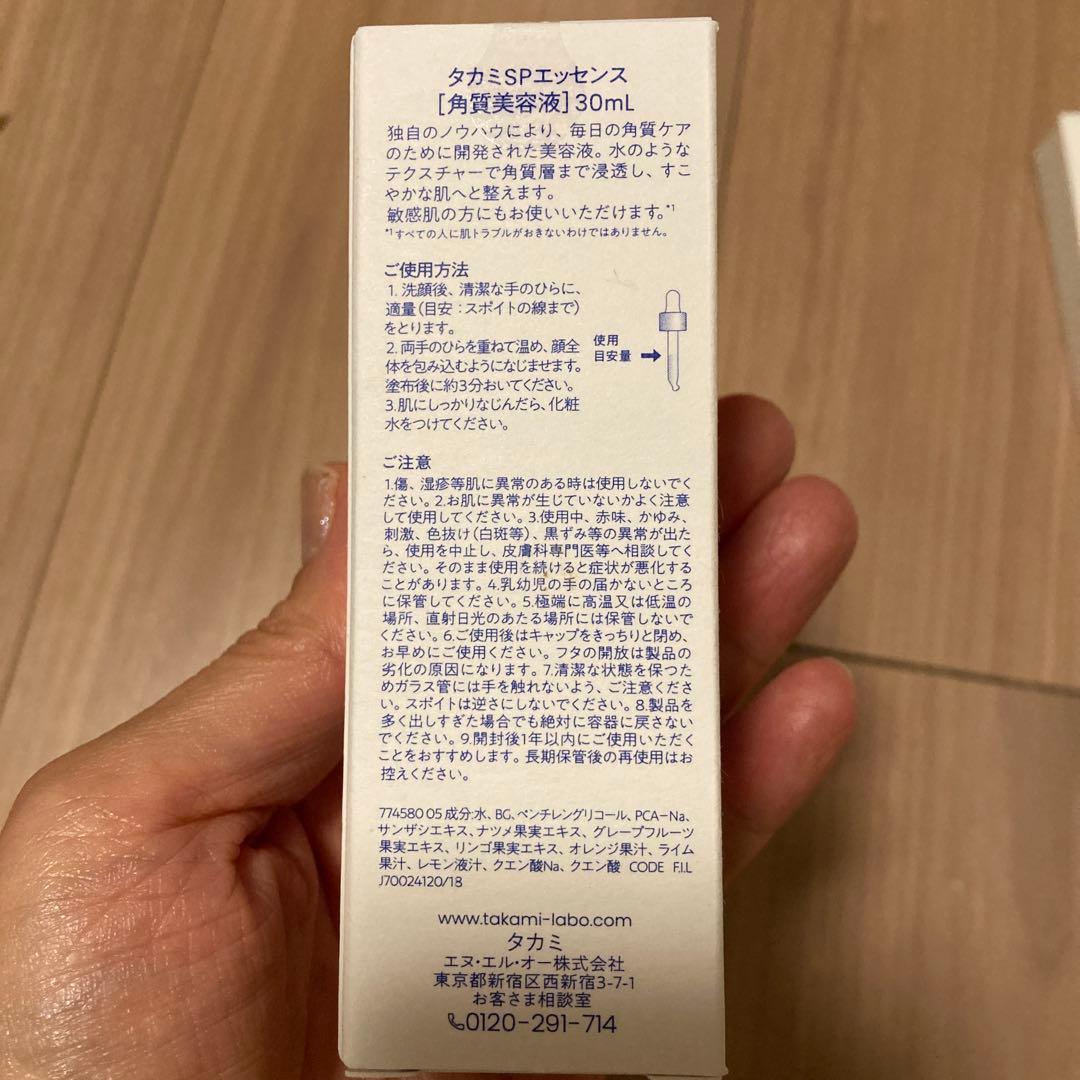 タカミSPエッセンス
[角質美容液] 30mL
独自のノウハウにより、毎日の角質ケア
のために開発された美容液。水のような
テクスチャーで角質層まで浸透し、すこ
やかな肌へと整えます。
敏感肌の方にもお使いいただけます。*1
*1すべての人に肌トラブルがおきないわけではありません。
ご使用方法
1. 洗顔後、清潔な手のひらに、
適量(目安:スポイトの線まで)
をとります。
2. 両手のひらを重ねて温め、顔全
体を包み込むようになじませます。
塗布後に約3分おいてください。
3.肌にしっかりなじんだら、化粧
水をつけてください。
使用
目安量
ご注意
1.傷、湿疹等肌に異常のある時は使用しないでく
ださい。2.お肌に異常が生じていないかよく注意
して使用してください。3.使用中、赤味、かゆみ、
刺激、色抜け(白斑等)、黒ずみ等の異常が出た
ら、使用を中止し、皮膚科専門医等へ相談してく
ださい。そのまま使用を続けると症状が悪化する
ことがあります。4.乳幼児の手の届かないところ
に保管してください。5.極端に高温又は低温の
場所、直射日光のあたる場所には保管しないで
ください。6.ご使用後はキャップをきっちりと閉め、
お早めにご使用ください。フタの開放は製品の
劣化の原因になります。7.清潔な状態を保つた
めガラス管には手を触れないよう、ご注意くださ
い。スポイトは逆さにしないでください。8.製品を
多く出しすぎた場合でも絶対に容器に戻さない
でください。9.開封後1年以内にご使用いただく
ことをおすすめします。長期保管後の再使用はお
控えください。
774580 05 成分:水、BG、ペンチレングリコール、PCA-Na、
サンザシエキス、ナツメ果実エキス、グレープフルーツ
果実エキス、リンゴ果実エキス、オレンジ果汁、ライム
果汁、レモン液汁、クエン酸Na、クエン酸 CODE F.I.L
J70024120/18
www.takami-labo.com
タカミ
エヌ・エル・オー株式会社
東京都新宿区西新宿3-7-1
お客さま相談室
0120-291-714